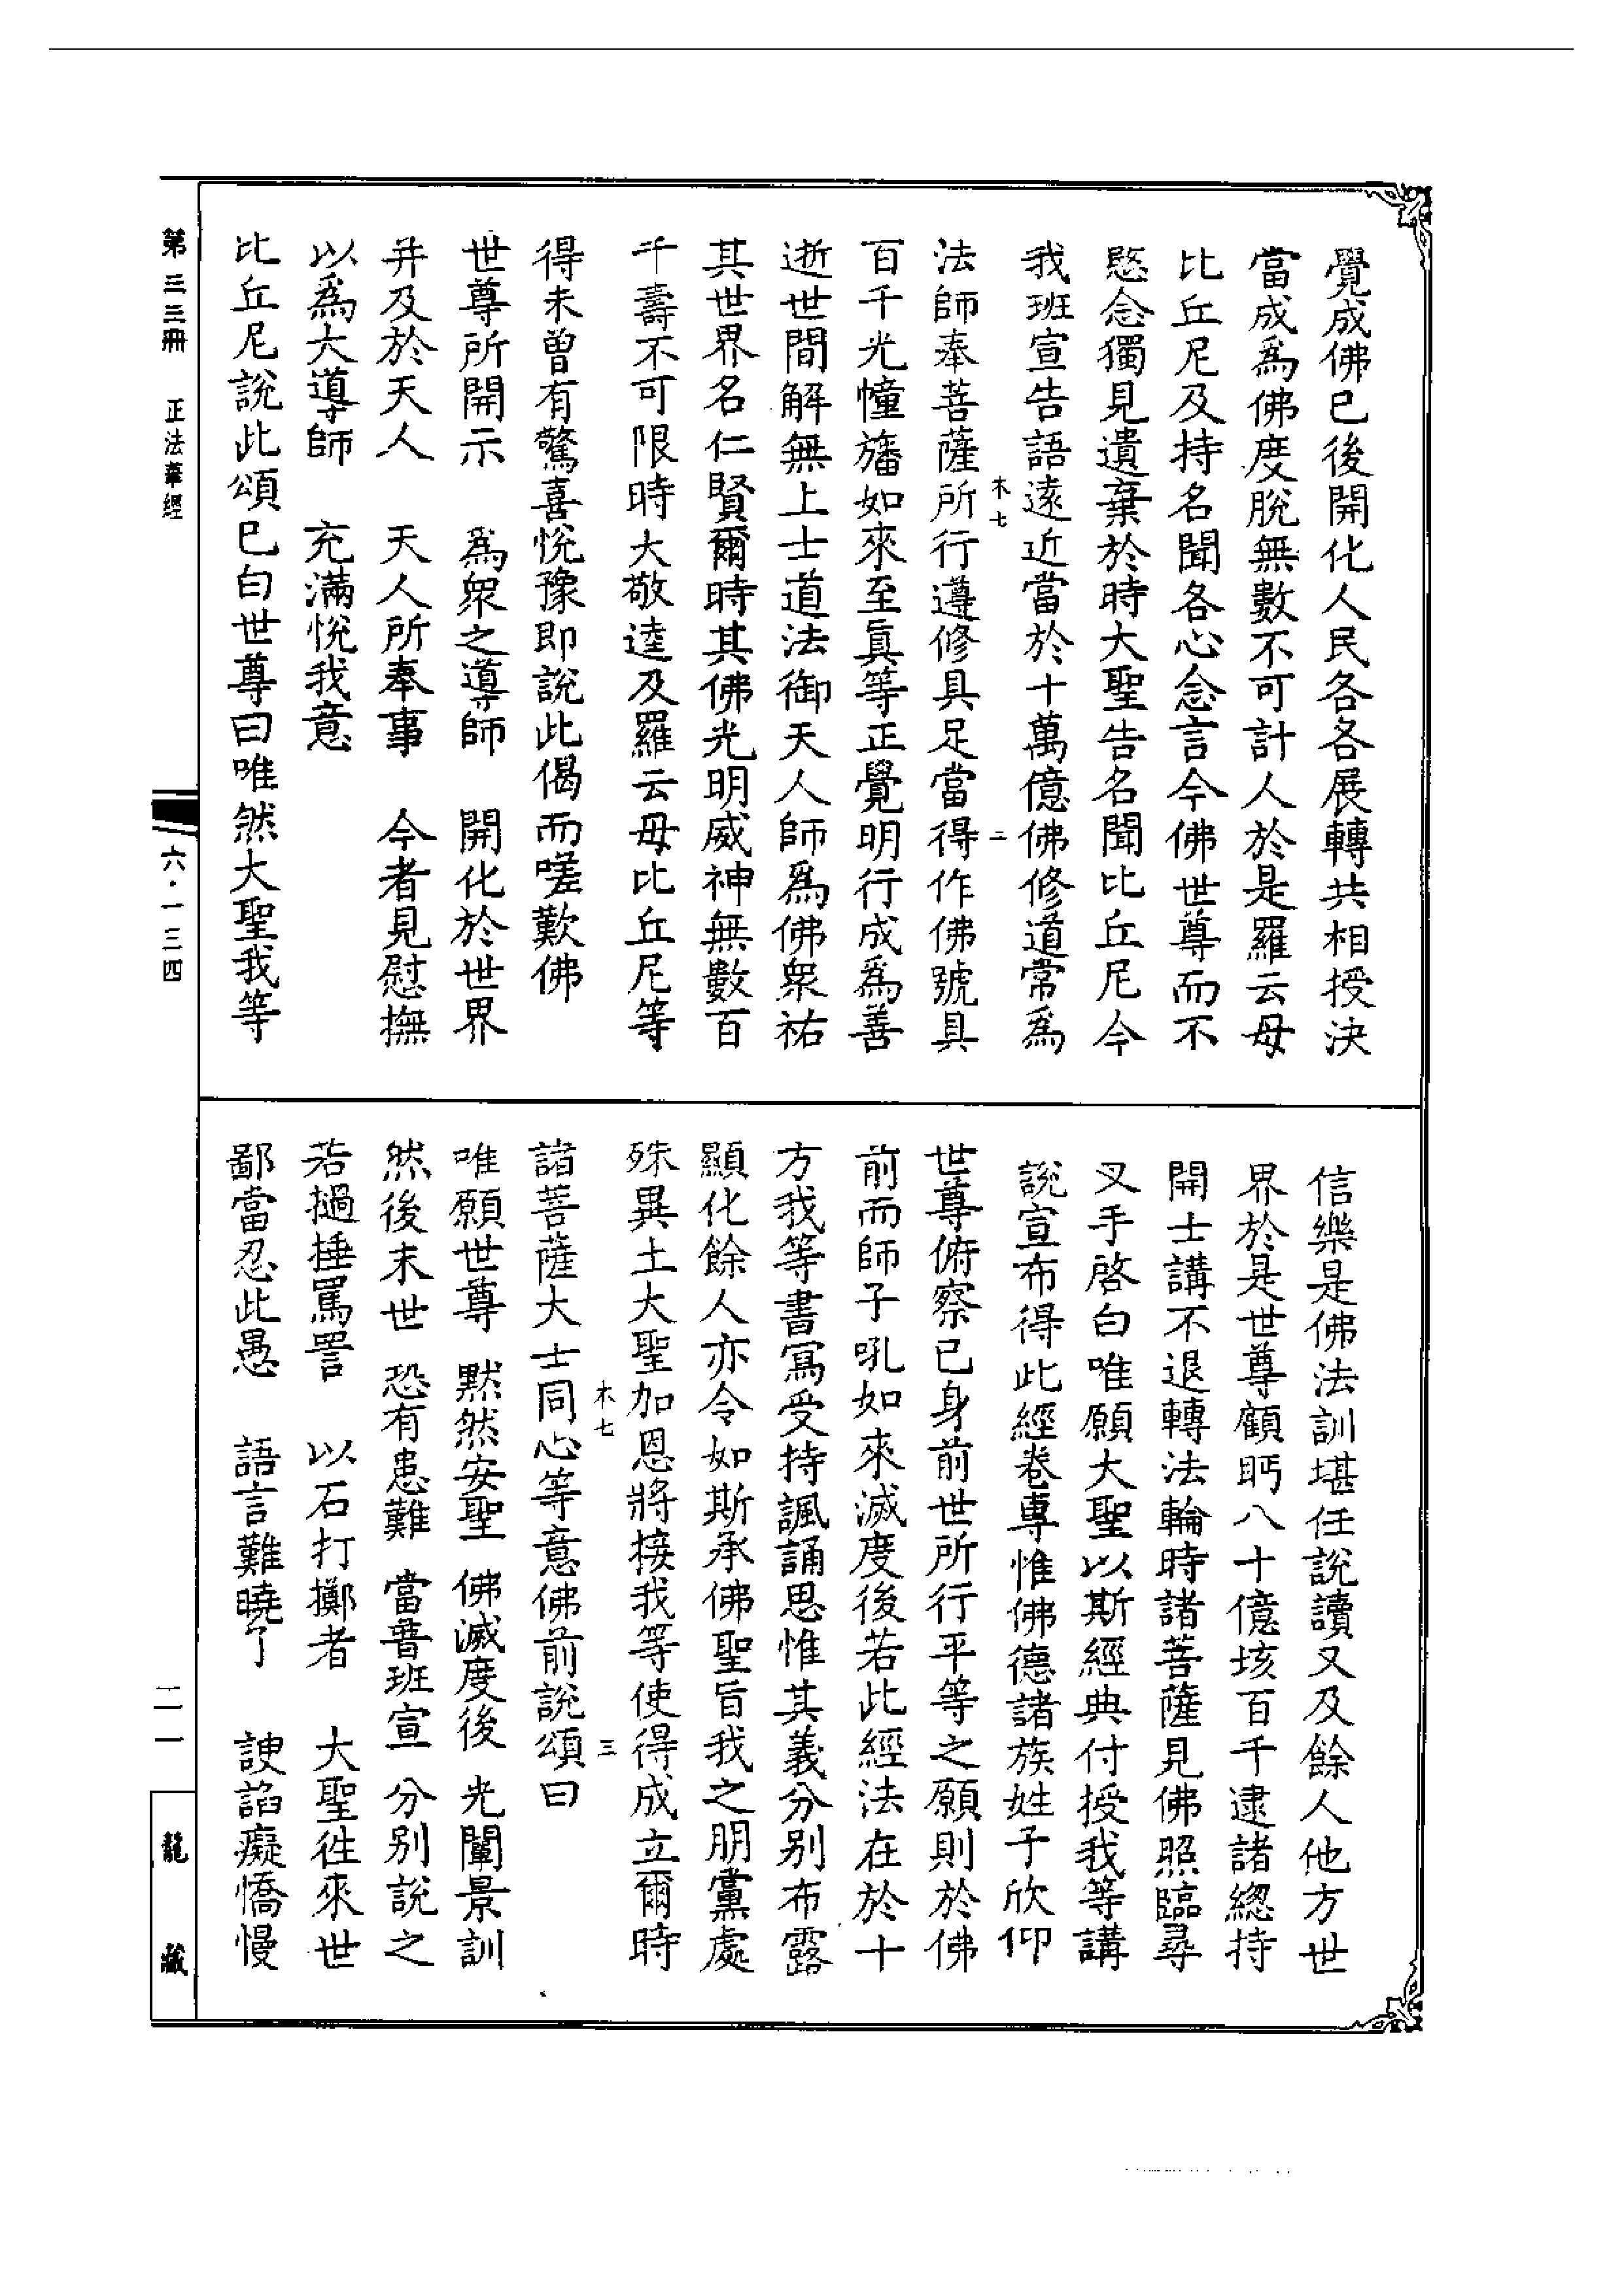 覺成佛已後開化人民各各展轉共相授決
當成爲佛度脫無數不可計人於是羅云母
比丘尼及持名聞各心念言今佛世尊而不
愍念獨見遺棄於時大聖告名聞比丘尼今
我班宣告語遠近當於十萬億佛修道常爲
木七
二
法師奉菩薩所行遵修具足當得作佛號具
百千光幢旛如來至眞等正覺明行成爲善
逝世間解無上士道法御天人師爲佛衆祐
其世界名仁賢爾時其佛光明威神無數百
千壽不可限時大敬逵及羅云母比丘尼等
得未曾有驚喜悅豫即說此偈而嗟歎佛
世尊所開示　爲衆之導師　開化於世界
并及於天人　天人所奉事　今者見慰撫
以爲大導師　充滿悅我意
比丘尼說此頌已白世尊曰唯然大聖我等
信樂是佛法訓堪任說讀又及餘人他方世
界於是世尊顧眄八十億垓百千逮諸緫持
開士講不退轉法輪時諸菩薩見佛照臨尋
叉手啓白唯願大聖以斯經典付授我等講
說宣布得此經卷專惟佛德諸族姓子欣仰
世尊俯察已身前世所行平等之願則於佛
前而師子吼如來滅度後若此經法在於十
方我等書寫受持諷誦思惟其義分別布露
顯化餘人亦令如斯承佛聖旨我之朋黨處
殊異土大聖加恩將接我等使得成立爾時
木七
三
諸菩薩大士同心等意佛前說頌曰
唯願世尊　默然安聖　佛滅度後　光闡景訓
然後末世　恐有患難　當普班宣　分別說之
若撾捶罵詈　以石打擲者　大聖往來世
鄙當忍此愚　語言難曉了　諛諂癡憍慢
第三三冊　正法華經
六·一三四
二一
龍藏